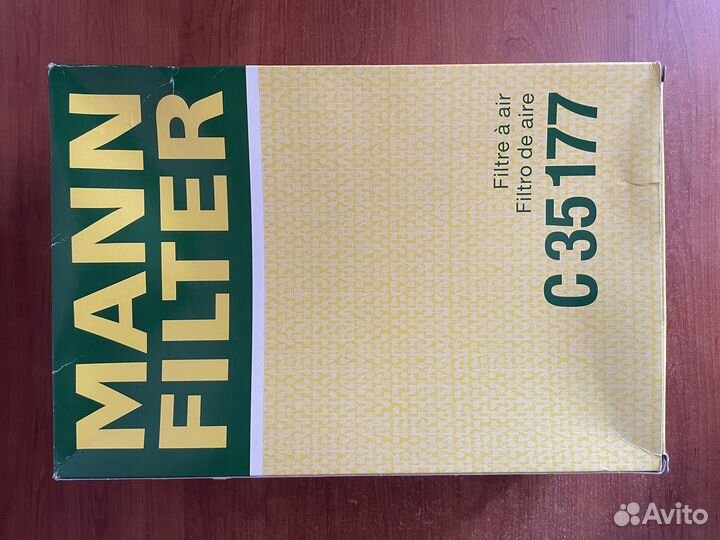 MANN
FILTER
Filtre à air
Filtro de aire
C 35 177
Avito